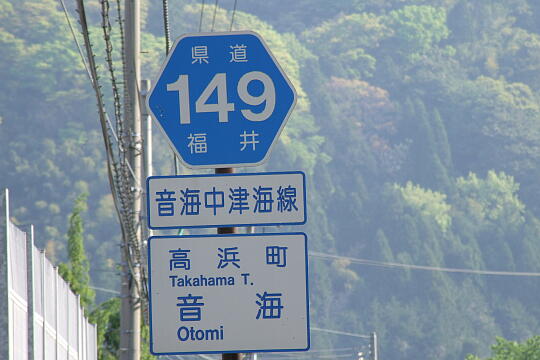 県道
149
福井
音海中津海線
高浜町
Takahama T.
音海
Otomi